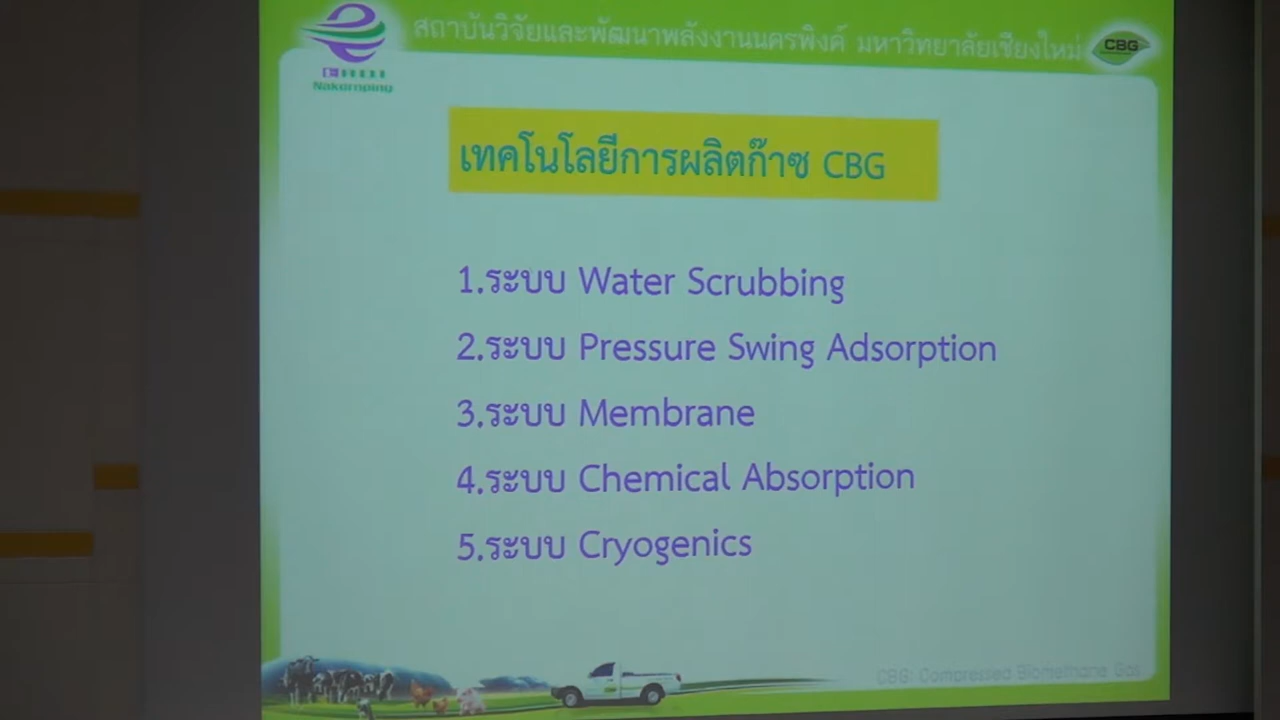 สถาบันวิจัยและพัฒนาพลังงานนครพิงค์ มหาวิทยาลัยเชียงใหม่
CBG
ERDI
Nakornping
เทคโนโลยีการผลิตก๊าซ CBG
1.ระบบ Water Scrubbing
2.ระบบ Pressure Swing Adsorption
3.ระบบ Membrane
4.ระบบ Chemical Absorption
5.ระบบ Cryogenics
CBG: Compressed Biomethane Gas